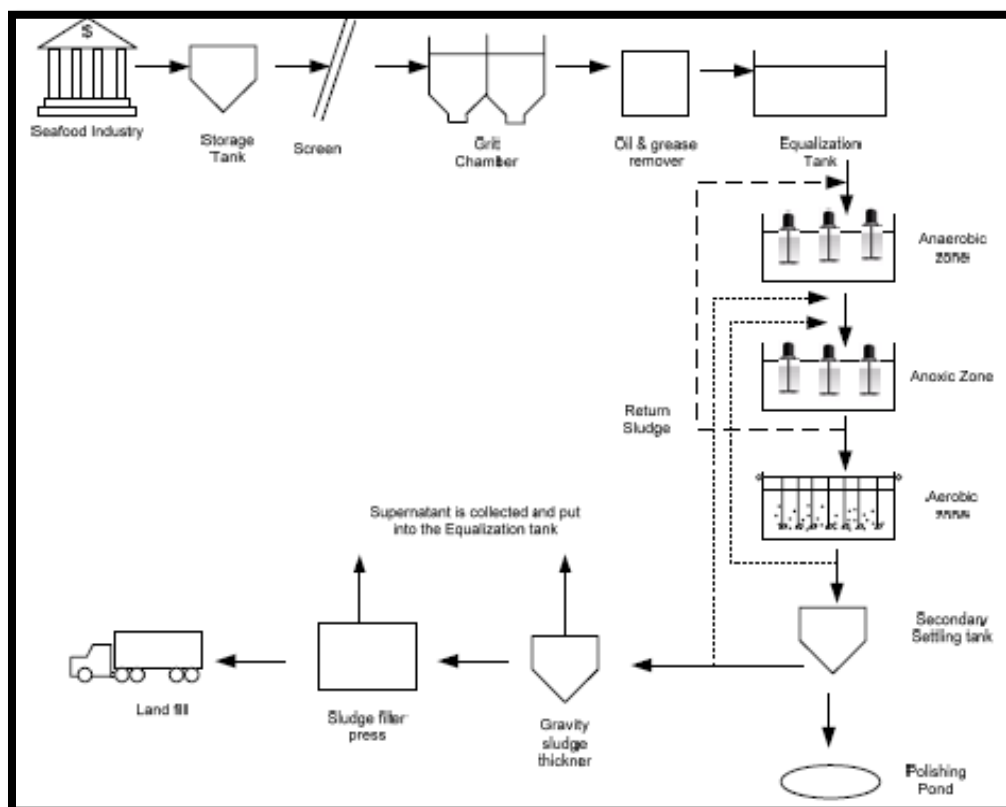 $
Seafood Industry
Storage
Tank
Screen
Grit
Chamber
Oil & grease
remover
Equalization
Tank
Anaerobic
zone
Anoxic Zone
Return
Sludge
Aerobic
zone
Supernatant is collected and put
into the Equalization tank
Secondary
Settling tank
Land fill
Sludge filter
press
Gravity
sludge
thickner
Polishing
Pond